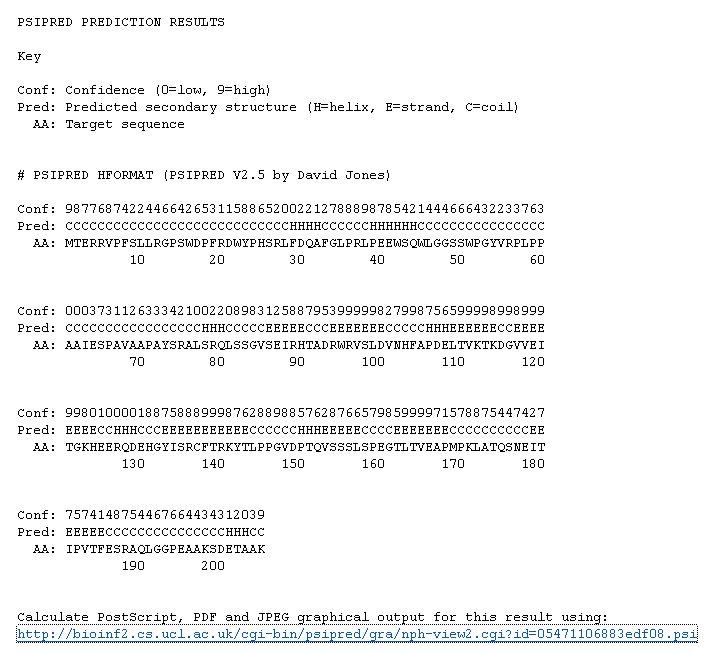 PSIPRED PREDICTION RESULTS
Key
Conf: Confidence (0=low, 9=high)
Pred: Predicted secondary structure (H=helix, E=strand, C=coil)
AA: Target sequence
# PSIPRED HFORMAT (PSIPRED V2.5 by David Jones)
Conf: 987768742244664265311588652002212788898785421444666432233763
Pred: CCCCCCCCCCCCCCCCCCCCCCCCCCCCHHHHCCCCCCHHHHHHCCCCCCCCCCCCCCCC
AA: MTERRVPFSLLRGPSWDPFRDWYPHSRLFDQAFGLPRLPEEWSQWLGGSSWPGYVRPLPP
10 20 30 40 50 60
Conf: 000373112633342100220898312588795399999827998756599998998999
Pred: CCCCCCCCCCCCCCCCCHHHCCCCCEEEEECCCEEEEEEECCCCCHHHEEEEEECCEEEE
AA: AAIESPAVAAPAYSRALSRQLSSGVSEIRHTADRWRVSLDVNHFAPDELTVKTKDGVVEI
70 80 90 100 110 120
Conf: 998010000188758889998762889885762876657985999971578875447427
Pred: EEEECCHHHCCCEEEEEEEEEEECCCCCCHHHEEEEECCCCEEEEEEECCCCCCCCCCEE
AA: TGKHEERQDEHGYISRCFTRKYTLPPGVDPTQVSSSLSPEGTLTVEAPMPKLATQSNEIT
130 140 150 160 170 180
Conf: 7574148754467664434312039
Pred: EEEEECCCCCCCCCCCCCCCHHHCC
AA: IPVTFESRAQLGGPEAAKSDETAAK
190 200
Calculate PostScript, PDF and JPEG graphical output for this result using:
http://bioinf2.cs.ucl.ac.uk/cgi-bin/psipred/gra/nph-view2.cgi?id=05471106883edf08.psi